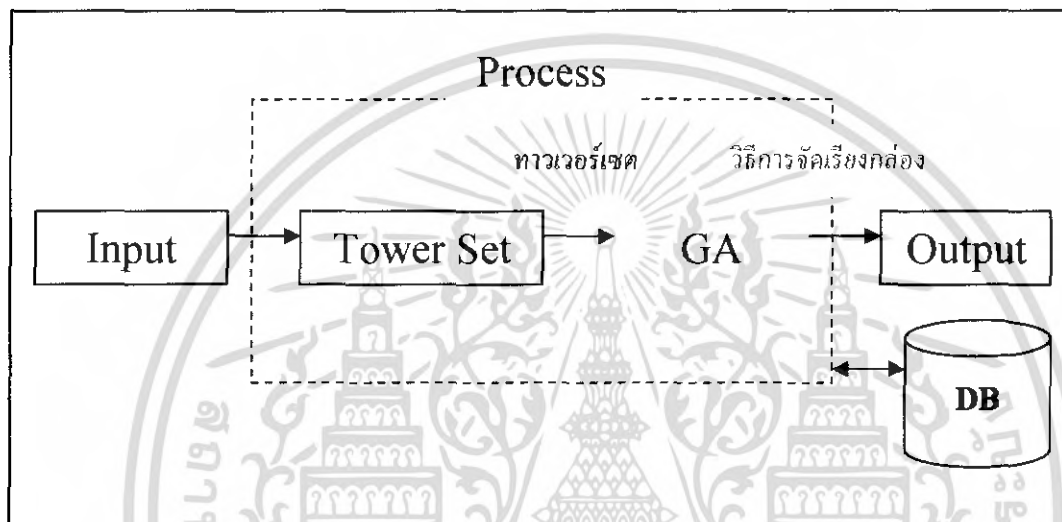 Process
ทาวเวอร์เซต
วิธีการจัดเรียงกล่อง
Input
Tower Set
GA
Output
DB